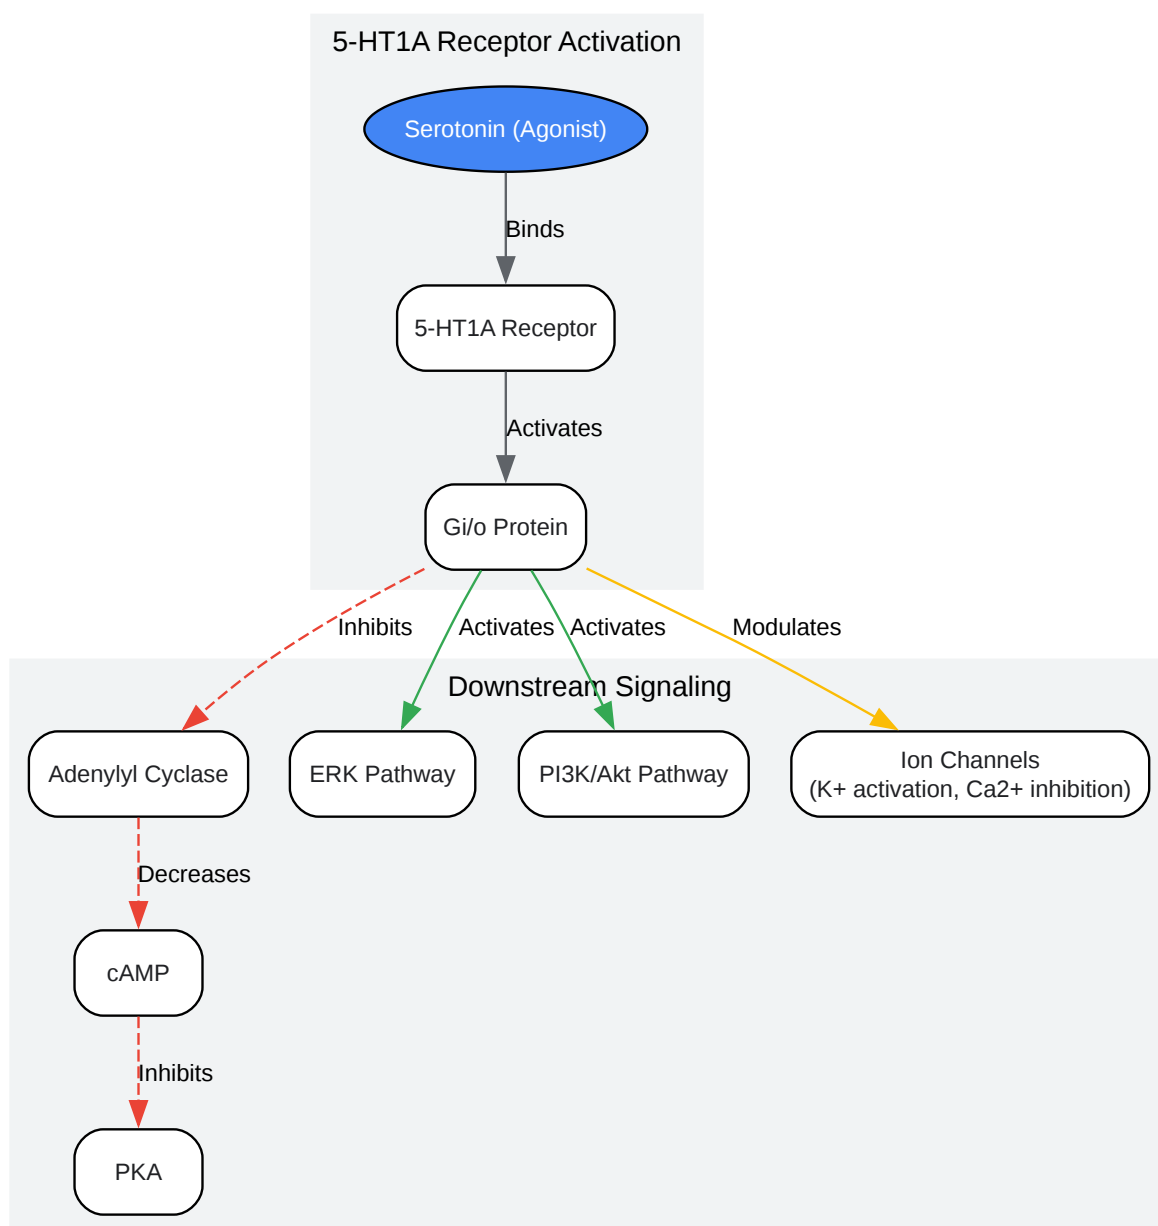 5-HT1A Receptor Activation
Serotonin (Agonist)
Binds
5-HT1A Receptor
Activates
Gi/o Protein
Inhibits
Activates
Activates
Modulates
Downstream Signaling
Adenylyl Cyclase
ERK Pathway
PI3K/Akt Pathway
Ion Channels
(K+ activation, Ca2+ inhibition)
Decreases
cAMP
Inhibits
PKA